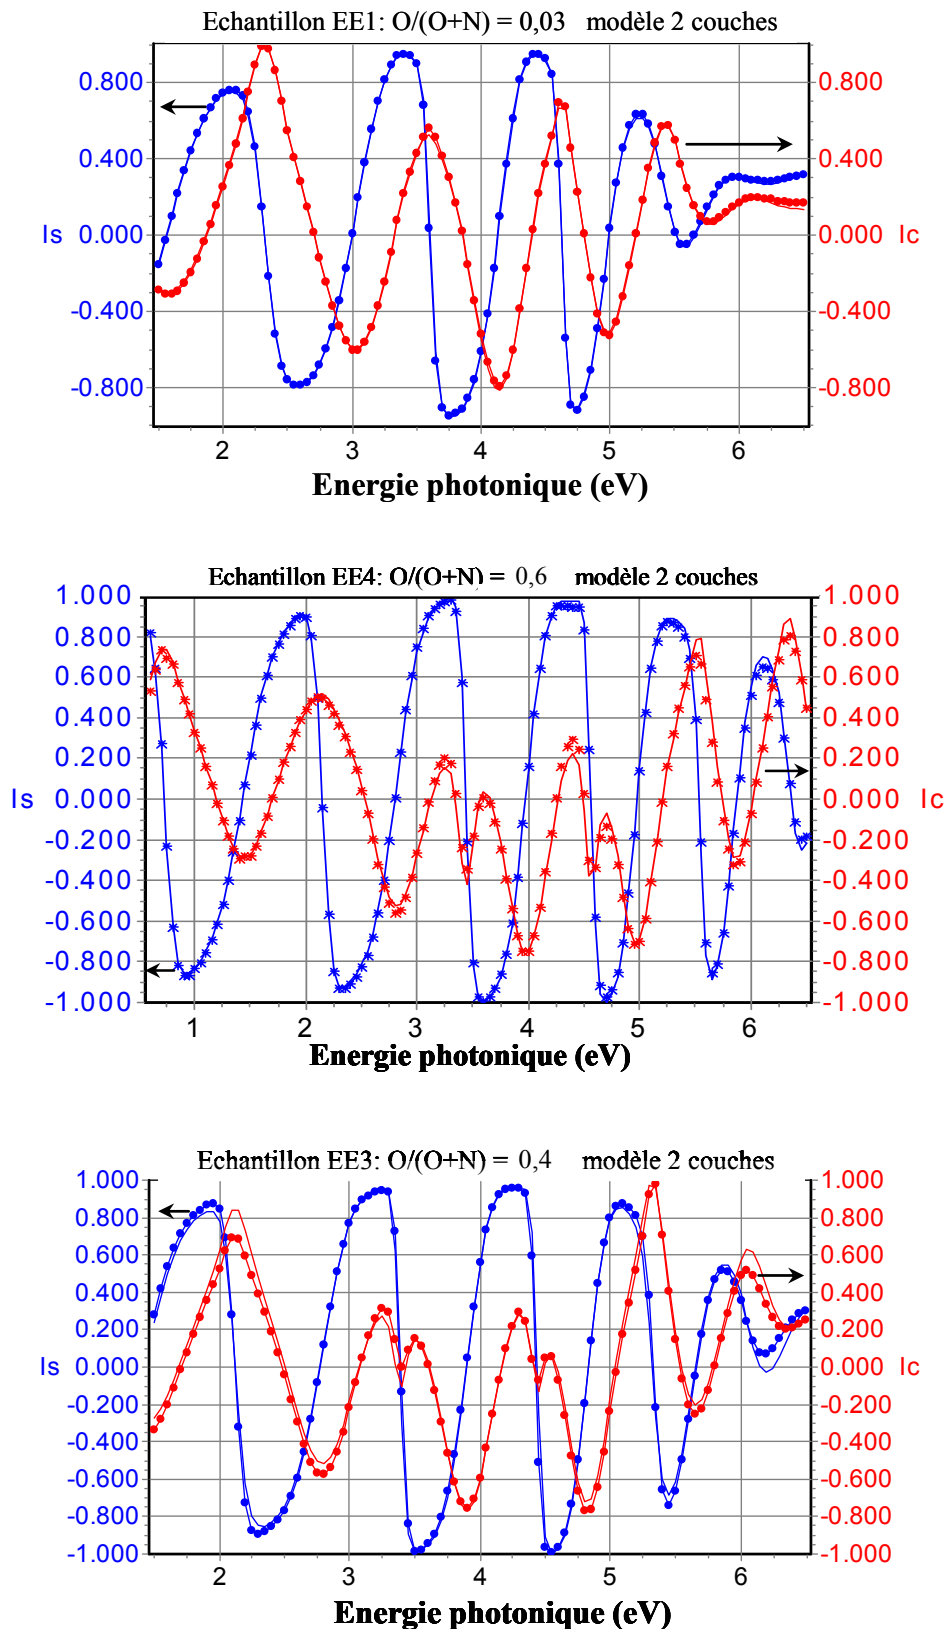 Echantillon EE1: O/(O+N) = 0,03 modèle 2 couches
0.800 0.800
0.400 0.400
Is 0.000 0.000 Ic
-0.400 -0.400
-0.800 -0.800
2 3 4 5 6
Energie photonique (eV)
Echantillon EE4: O/(O+N) = 0,6 modèle 2 couches
1.000 1.000
0.800 0.800
0.600 0.600
0.400 0.400
0.200 0.200
Is 0.000 0.000 Ic
-0.200 -0.200
-0.400 -0.400
-0.600 -0.600
-0.800 -0.800
-1.000 -1.000
1 2 3 4 5 6
Energie photonique (eV)
Echantillon EE3: O/(O+N) = 0,4 modèle 2 couches
1.000 1.000
0.800 0.800
0.600 0.600
0.400 0.400
0.200 0.200
Is 0.000 0.000 Ic
-0.200 -0.200
-0.400 -0.400
-0.600 -0.600
-0.800 -0.800
-1.000 -1.000
2 3 4 5 6
Energie photonique (eV)